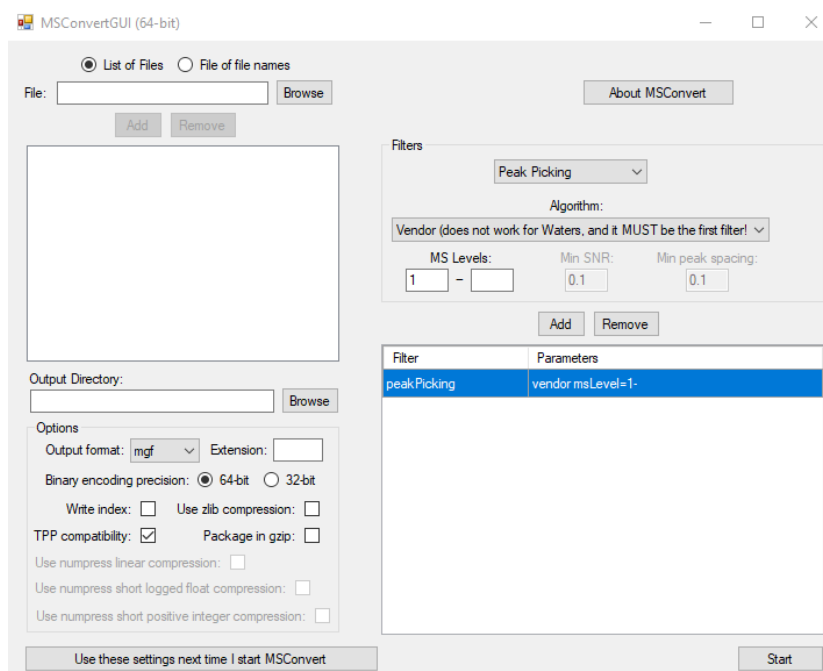 MSConvertGUI (64-bit)
List of Files File of file names
File: Browse
Add Remove
About MSConvert
Filters
Peak Picking
Algorithm:
Vendor (does not work for Waters, and it MUST be the first filter!
MS Levels: Min SNR: Min peak spacing:
1 - 0.1 0.1
Add Remove
Filter Parameters
peakPicking vendor msLevel=1-
Output Directory:
Browse
Options
Output format: mgf Extension:
Binary encoding precision: 64-bit 32-bit
Write index: Use zlib compression:
TPP compatibility: Package in gzip:
Use numpress linear compression:
Use numpress short logged float compression:
Use numpress short positive integer compression:
Use these settings next time I start MSConvert
Start